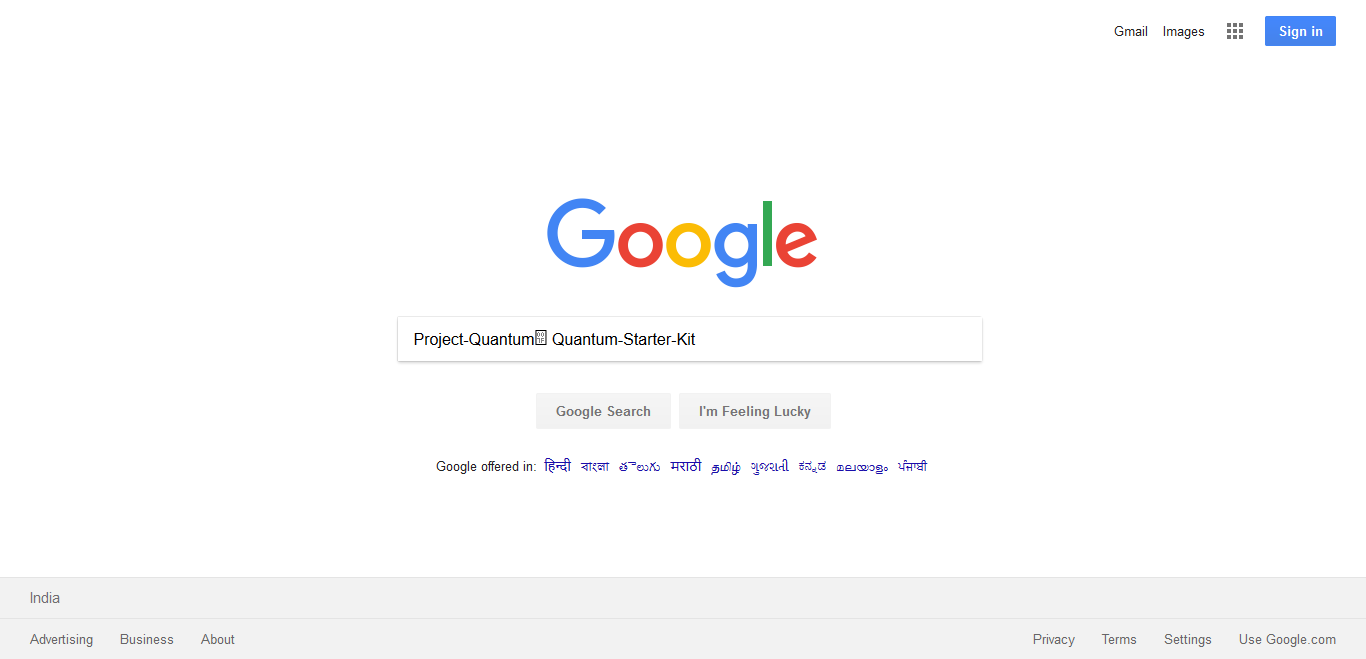 Gmail Images Sign in
Google
Project-Quantum Quantum-Starter-Kit
Google Search I'm Feeling Lucky
Google offered in: हिन्दी বাংলা తెలుగు मराठी தமிழ் ગુજરાતી ಕನ್ನಡ മലയാളം ਪੰਜਾਬੀ
India
Advertising Business About Privacy Terms Settings Use Google.com